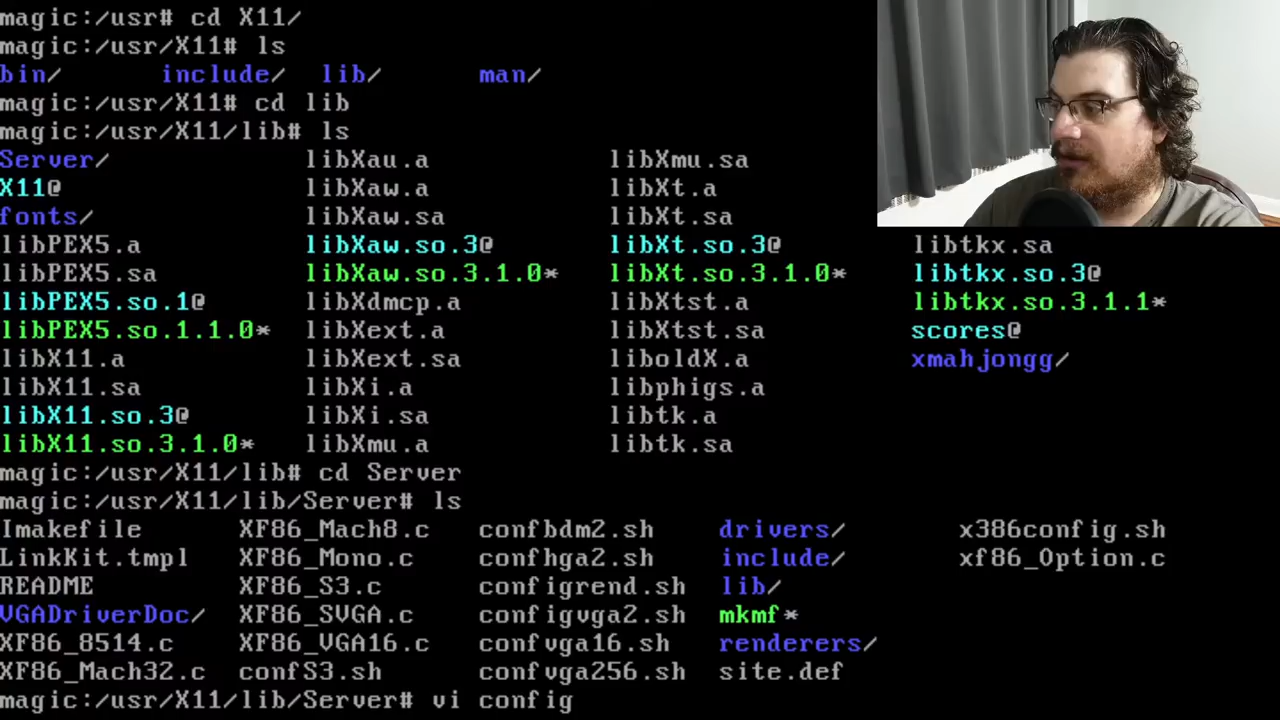 magic:/usr# cd X11/
magic:/usr/X11# ls
bin/ include/ lib/ man/
magic:/usr/X11# cd lib
magic:/usr/X11/lib# ls
Server/ libXau.a libXmu.sa
X11@ libXaw.a libXt.a
fonts/ libXaw.sa libXt.sa
libPEX5.a libXaw.so.3@ libXt.so.3@ libtkx.sa
libPEX5.sa libXaw.so.3.1.0* libXt.so.3.1.0* libtkx.so.3@
libPEX5.so.1@ libXdmcp.a libXtst.a libtkx.so.3.1.1*
libPEX5.so.1.1.0* libXext.a libXtst.sa scores@
libX11.a libXext.sa liboldX.a xmahjongg/
libX11.sa libXi.a libphigs.a
libX11.so.3@ libXi.sa libtk.a
libX11.so.3.1.0* libXmu.a libtk.sa
magic:/usr/X11/lib# cd Server
magic:/usr/X11/lib/Server# ls
Imakefile XF86_Mach8.c confbdm2.sh drivers/ x386config.sh
LinkKit.tmpl XF86_Mono.c confhga2.sh include/ xf86_Option.c
README XF86_S3.c configrend.sh lib/
VGADriverDoc/ XF86_SVGA.c configvga2.sh mkmf*
XF86_8514.c XF86_VGA16.c confvga16.sh renderers/
XF86_Mach32.c confS3.sh confvga256.sh site.def
magic:/usr/X11/lib/Server# vi config